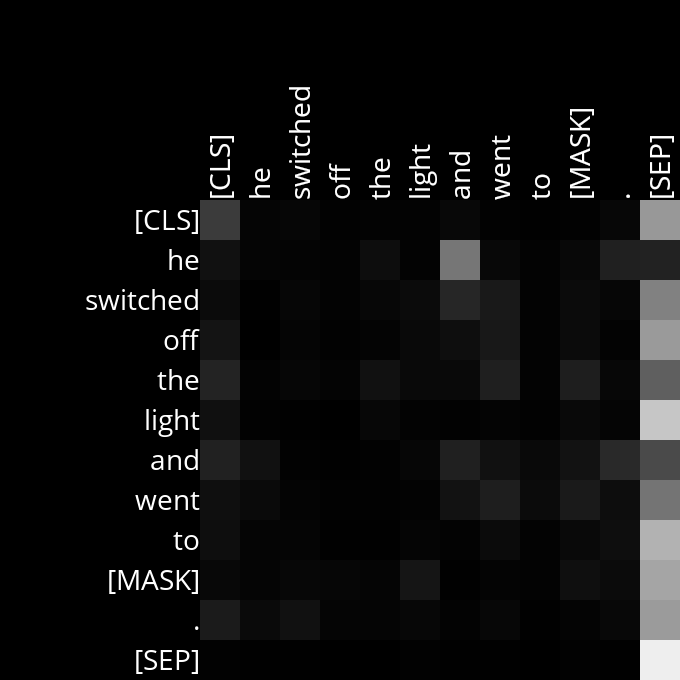 [CLS] he switched off the light and went to [MASK] . [SEP]
[CLS]
he
switched
off
the
light
and
went
to
[MASK]
.
[SEP]